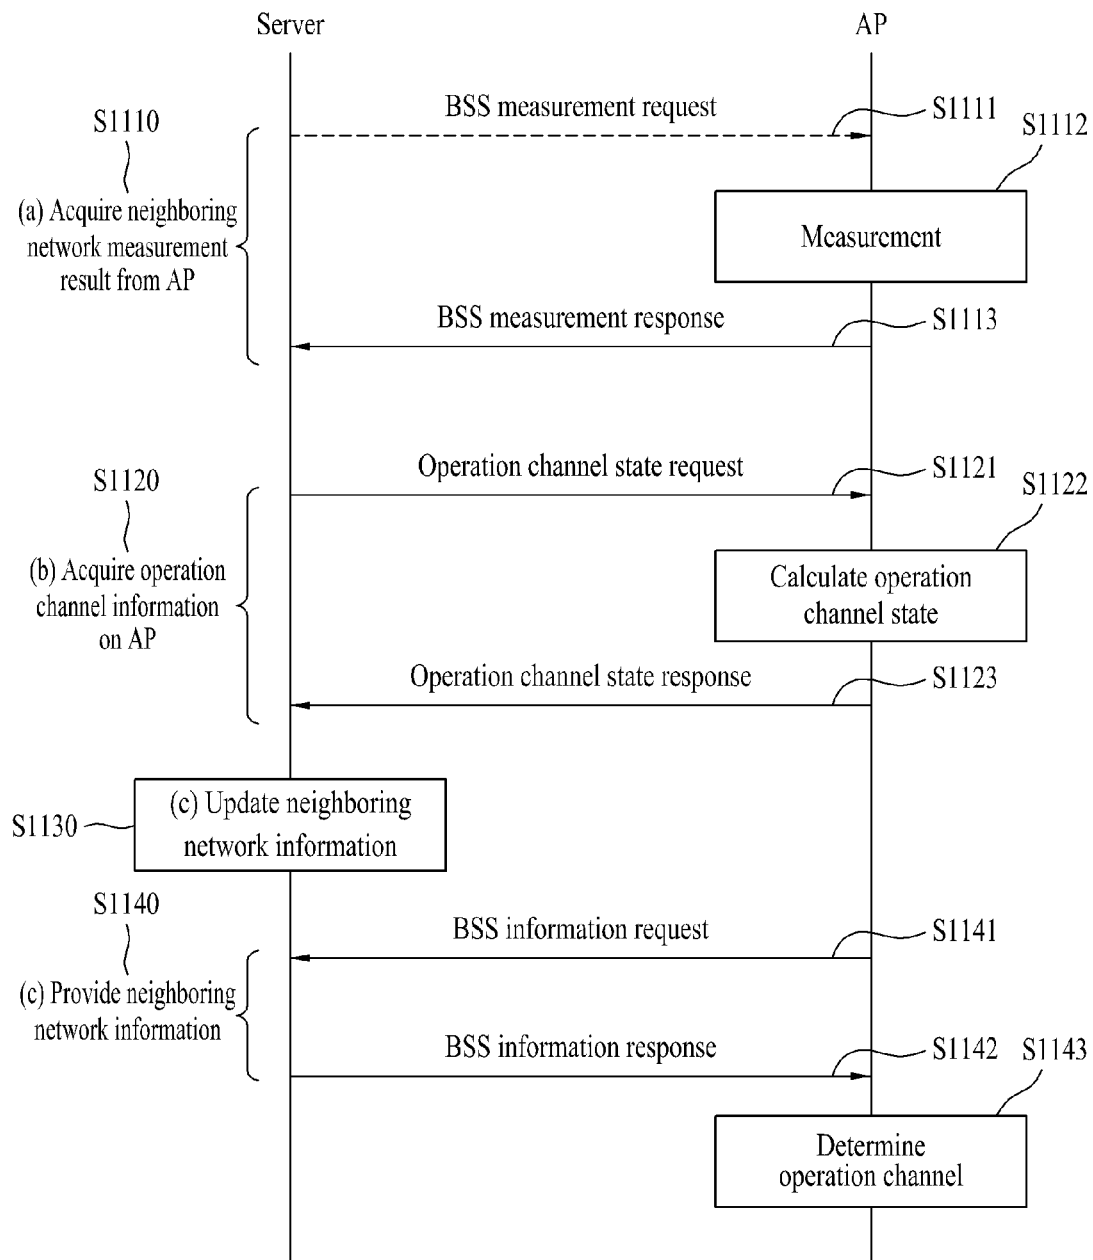 Server
AP
BSS measurement request
S1111
S1110
S1112
(a) Acquire neighboring
network measurement
result from AP
Measurement
BSS measurement response
S1113
Operation channel state request
S1121
S1120
S1122
(b) Acquire operation
channel information
on AP
Calculate operation
channel state
Operation channel state response
S1123
(c) Update neighboring
network information
S1130
S1140
BSS information request
S1141
(c) Provide neighboring
network information
BSS information response
S1142
S1143
Determine
operation channel